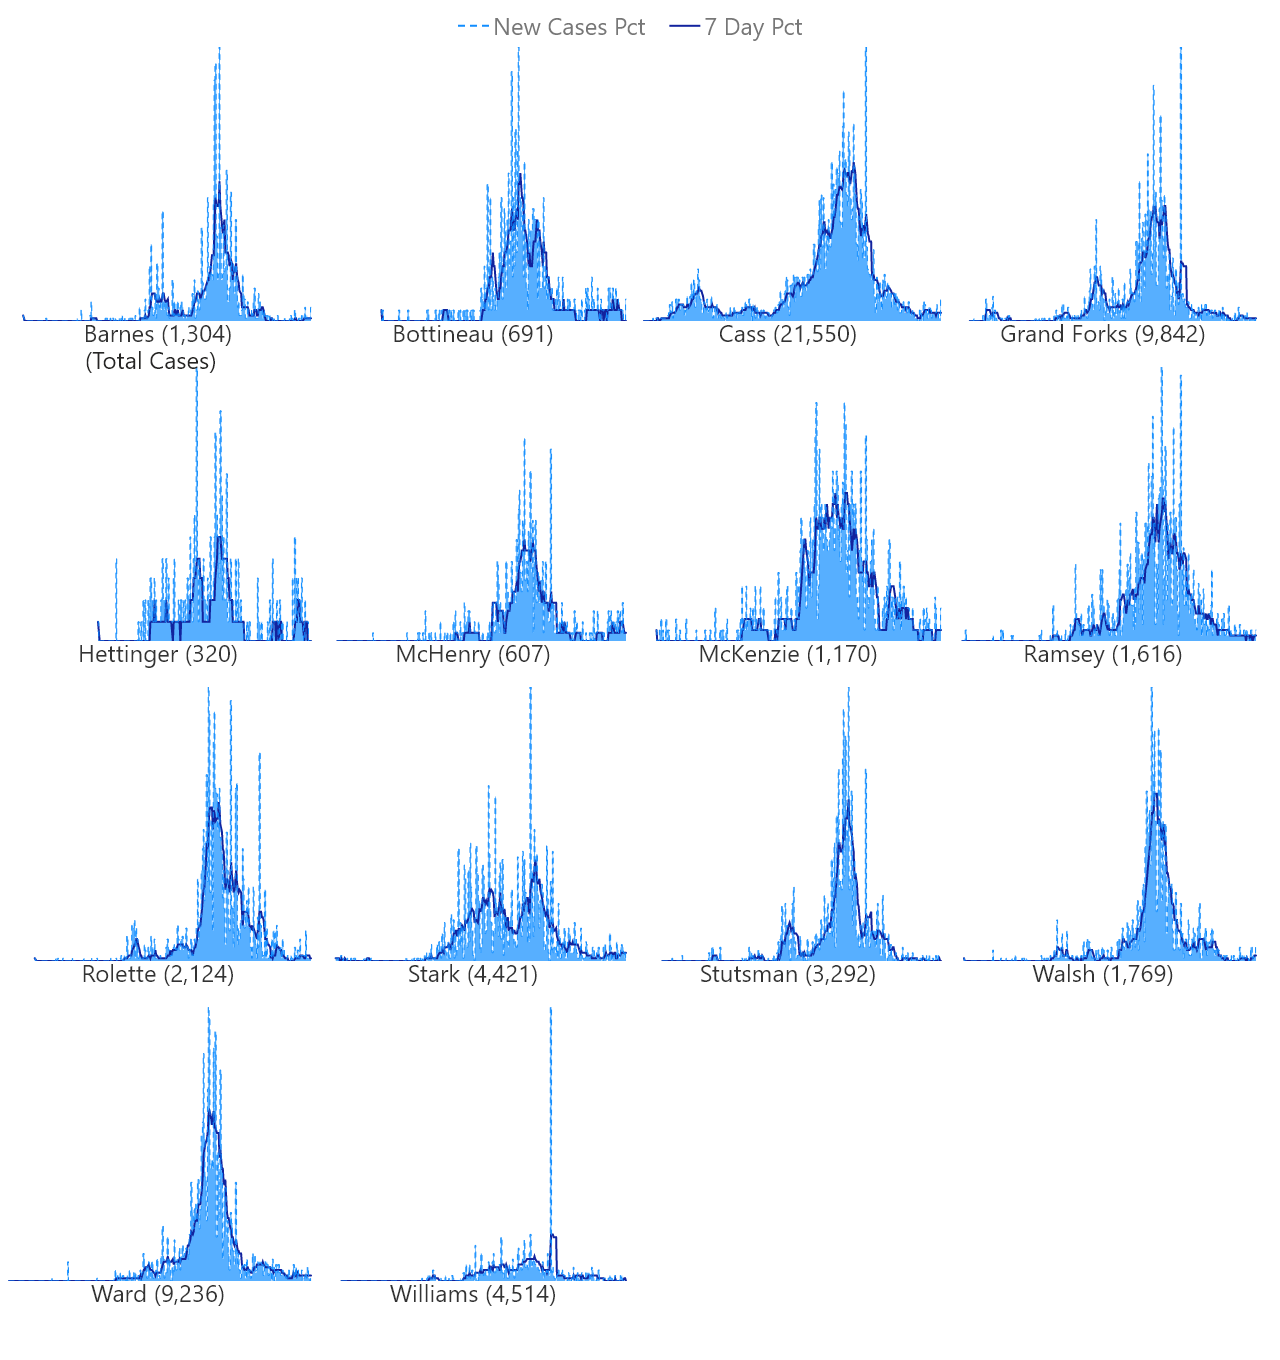 New Cases Pct 7 Day Pct
Barnes (1,304)
(Total Cases)
Bottineau (691)
Cass (21,550)
Grand Forks (9,842)
Hettinger (320)
McHenry (607)
McKenzie (1,170)
Ramsey (1,616)
Rolette (2,124)
Stark (4,421)
Stutsman (3,292)
Walsh (1,769)
Ward (9,236)
Williams (4,514)